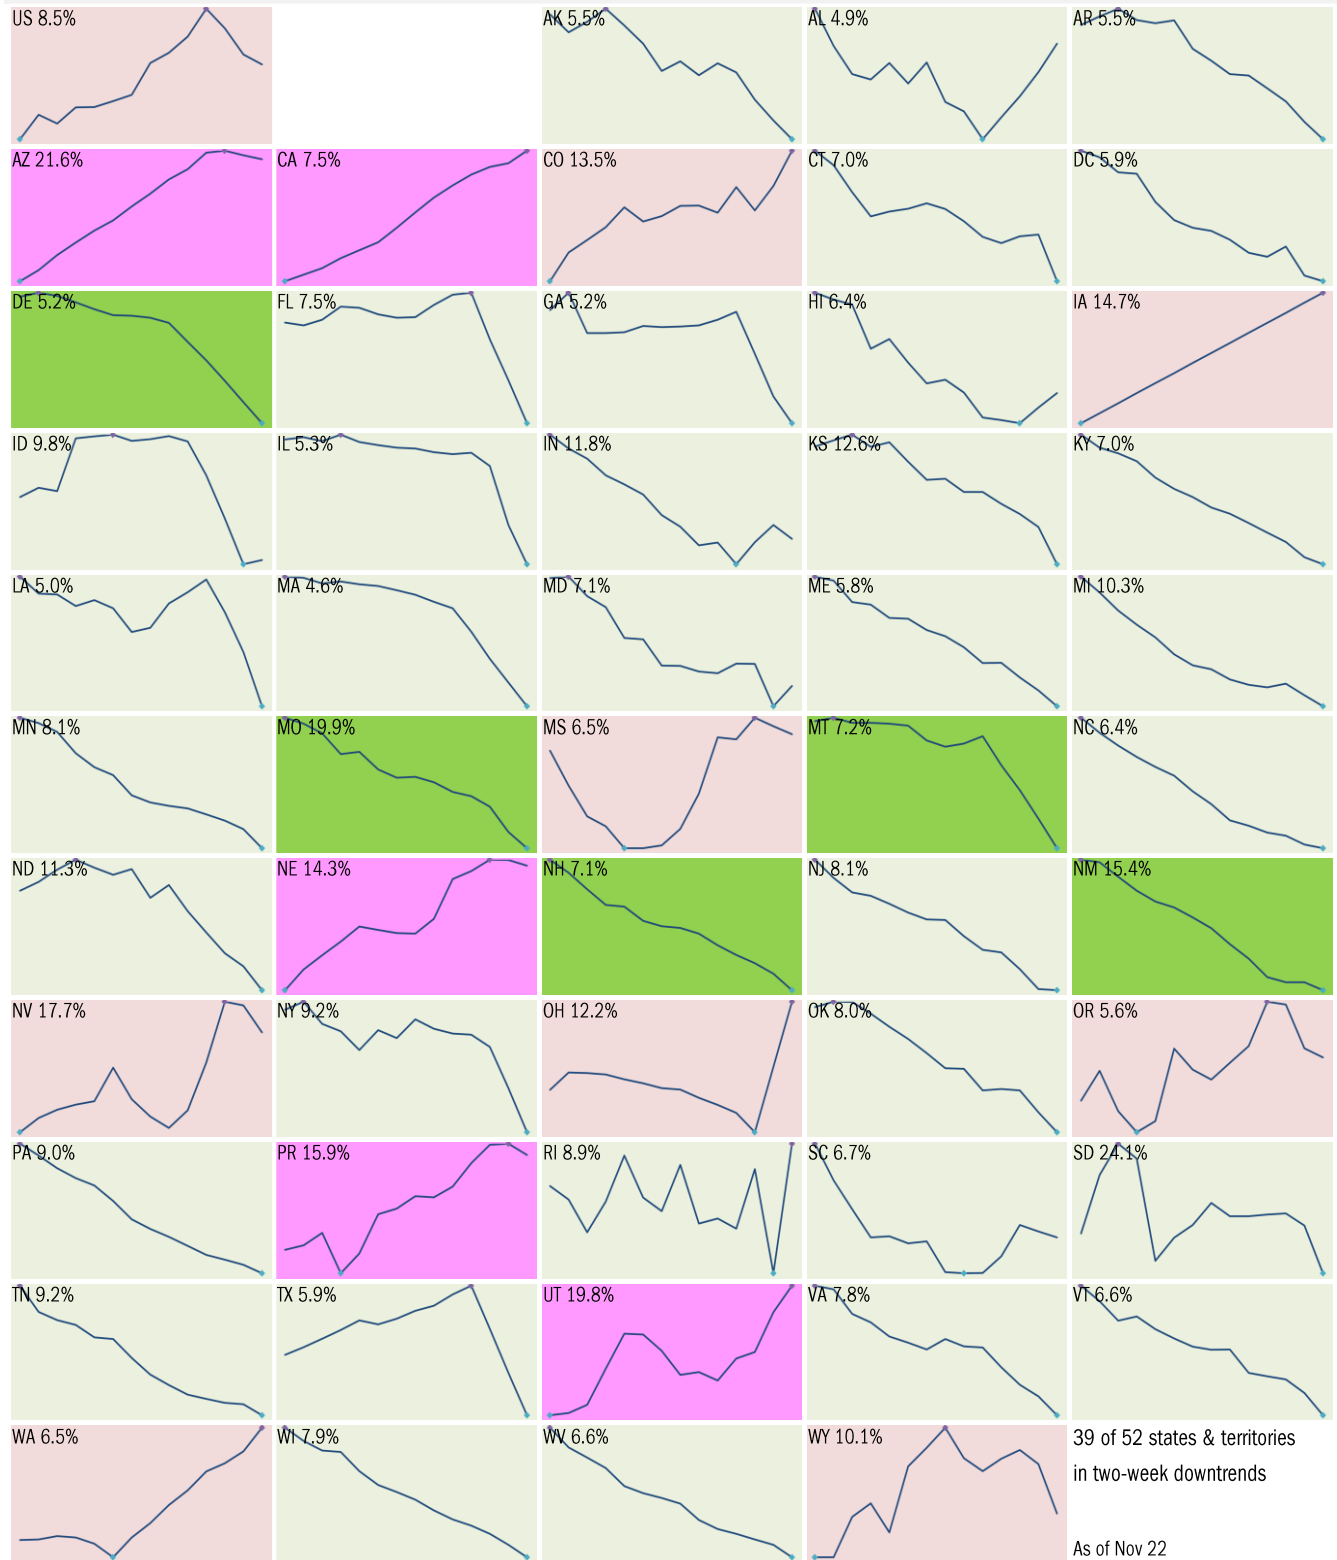 US 8.5%
AK 5.5%
AL 4.9%
AR 5.5%
AZ 21.6%
CA 7.5%
CO 13.5%
CT 7.0%
DC 5.9%
DE 5.2%
FL 7.5%
GA 5.2%
HI 6.4%
IA 14.7%
ID 9.8%
IL 5.3%
IN 11.8%
KS 12.6%
KY 7.0%
LA 5.0%
MA 4.6%
MD 7.1%
ME 5.8%
MI 10.3%
MN 8.1%
MO 19.9%
MS 6.5%
MT 7.2%
NC 6.4%
ND 11.3%
NE 14.3%
NH 7.1%
NJ 8.1%
NM 15.4%
NV 17.7%
NY 9.2%
OH 12.2%
OK 8.0%
OR 5.6%
PA 9.0%
PR 15.9%
RI 8.9%
SC 6.7%
SD 24.1%
TN 9.2%
TX 5.9%
UT 19.8%
VA 7.8%
VT 6.6%
WA 6.5%
WI 7.9%
WV 6.6%
WY 10.1%
39 of 52 states & territories
in two-week downtrends
As of Nov 22